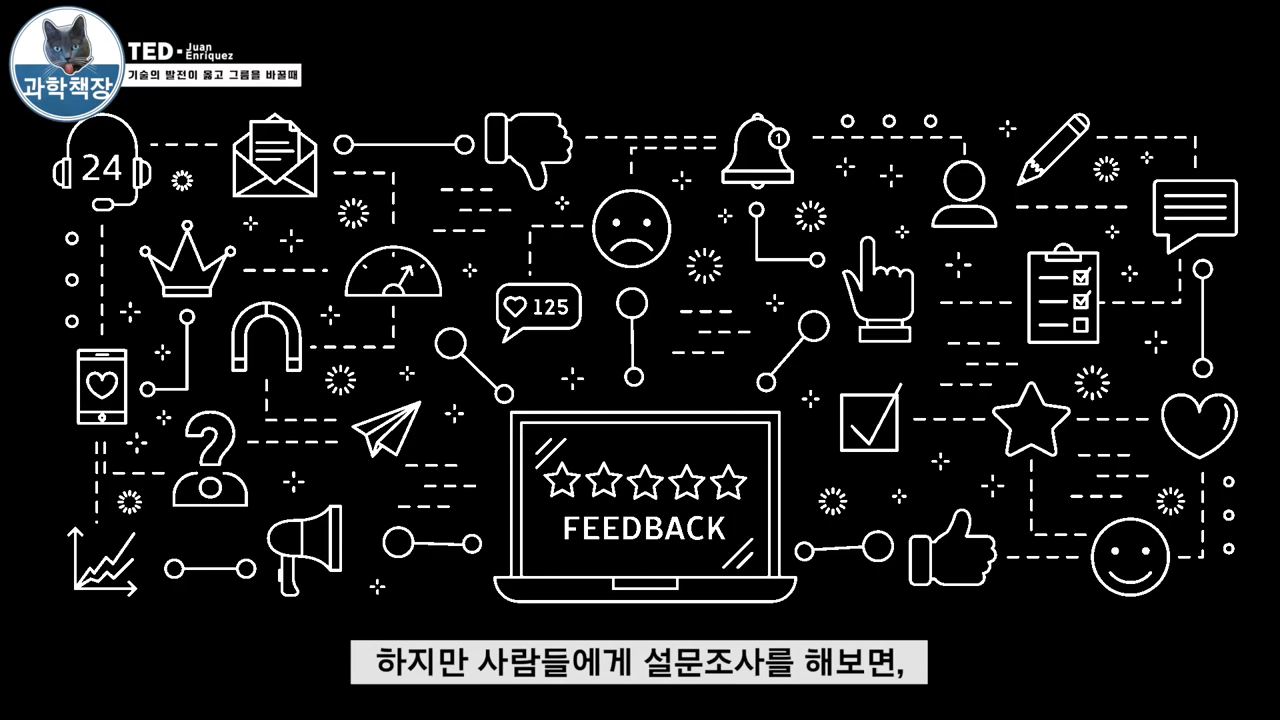 과학책장
TED · Juan Enriquez
기술의 발전이 옳고 그름을 바꿀때
24
1
125
FEEDBACK
하지만 사람들에게 설문조사를 해보면,